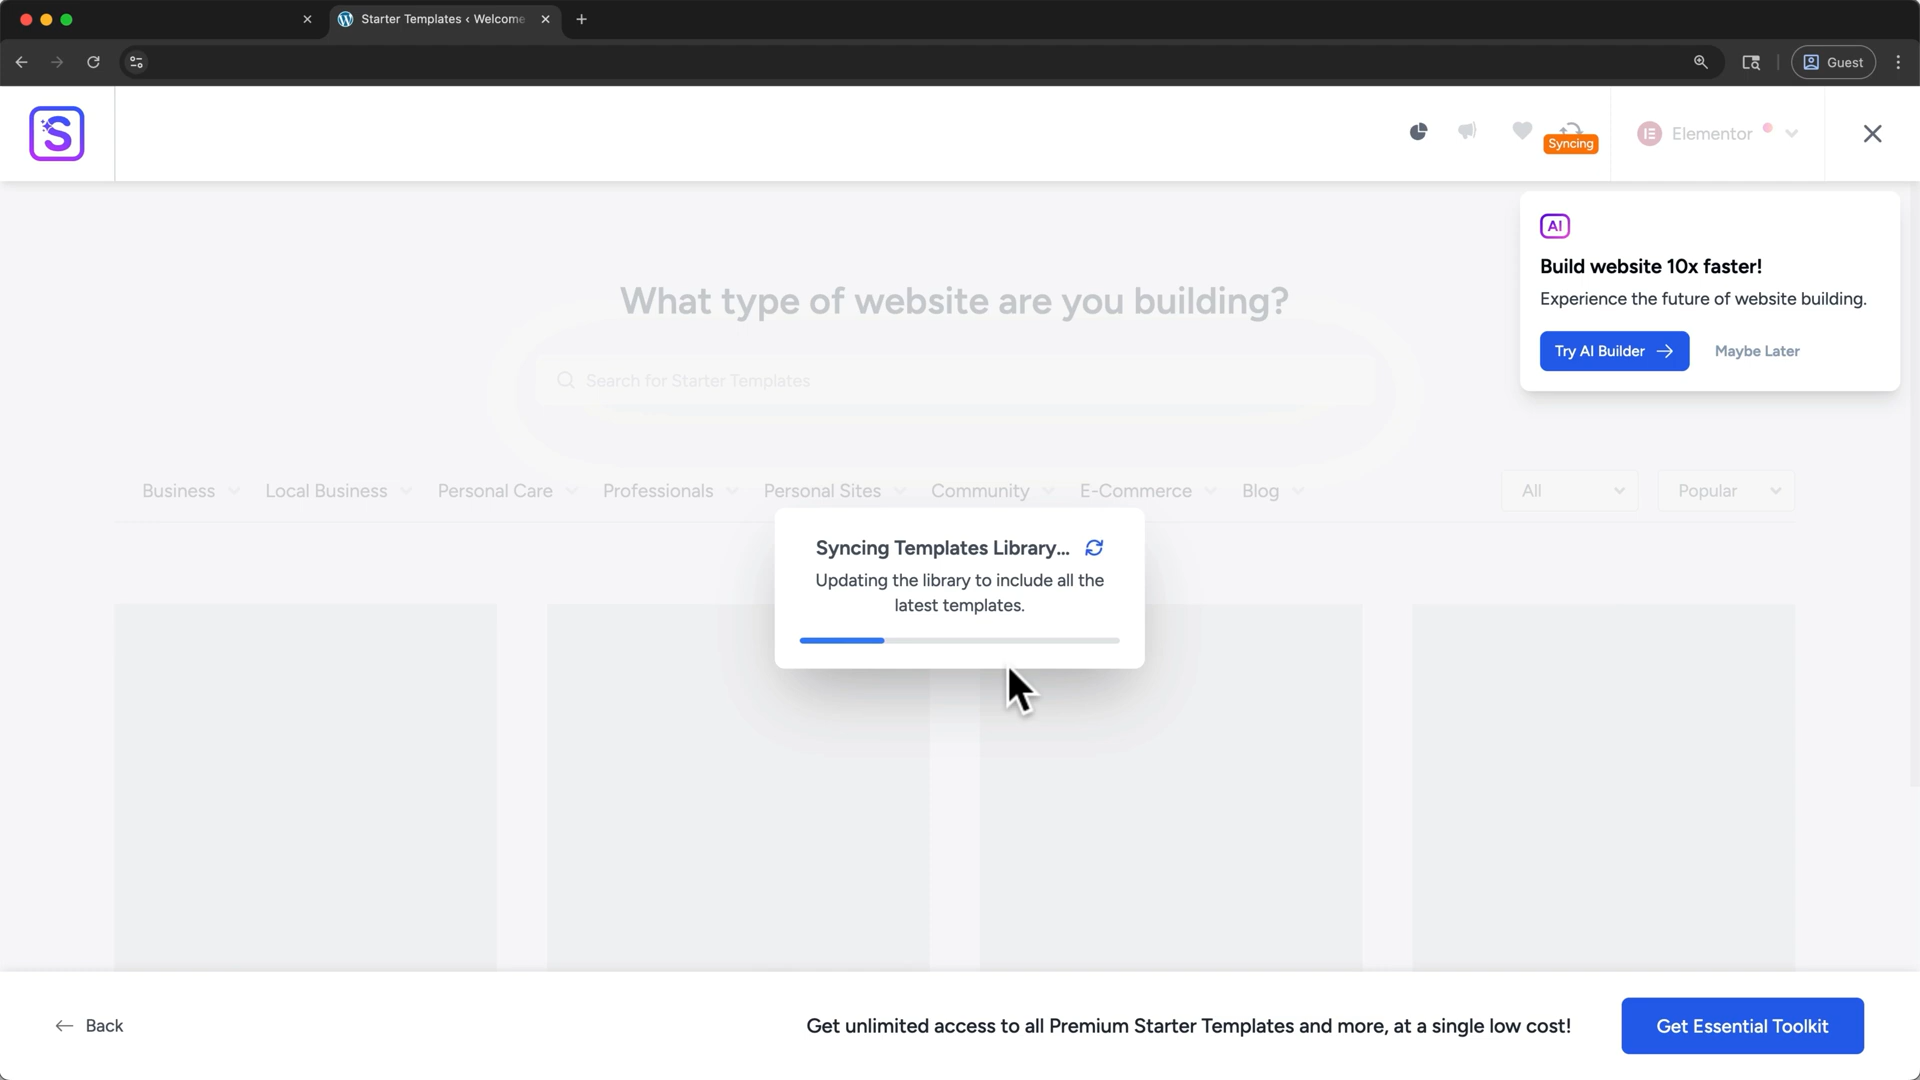 Starter Templates ‹ Welcome
Guest
S
Syncing
Elementor
AI
Build website 10x faster!
Experience the future of website building.
Try AI Builder
Maybe Later
What type of website are you building?
Search for Starter Templates
Business
Local Business
Personal Care
Professionals
Personal Sites
Community
E-Commerce
Blog
All
Popular
Syncing Templates Library...
Updating the library to include all the
latest templates.
Back
Get unlimited access to all Premium Starter Templates and more, at a single low cost!
Get Essential Toolkit